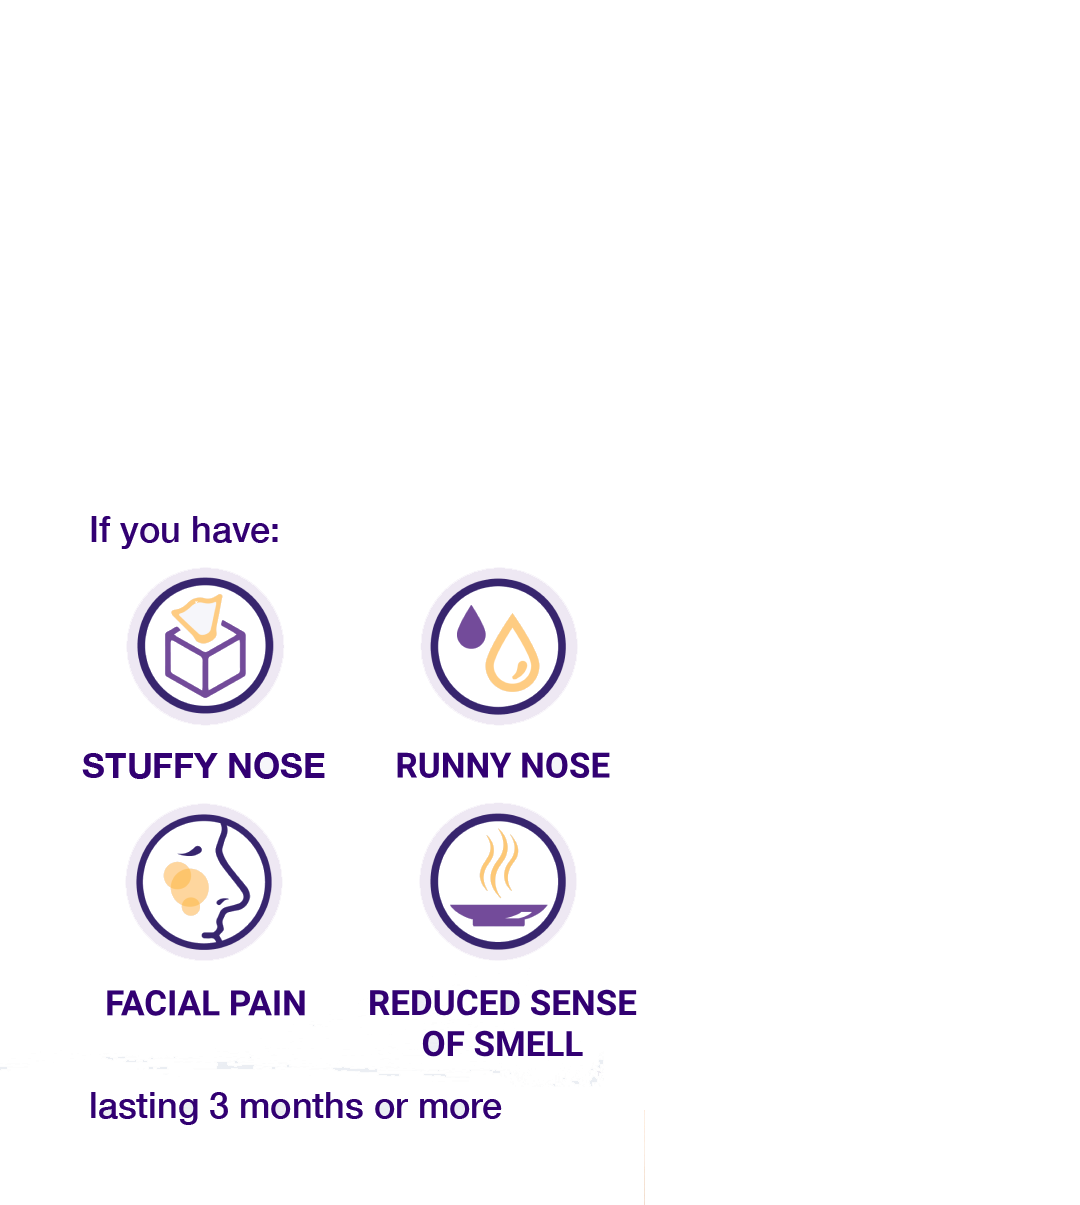 If you have:
STUFFY NOSE
RUNNY NOSE
FACIAL PAIN
REDUCED SENSE
OF SMELL
lasting 3 months or more